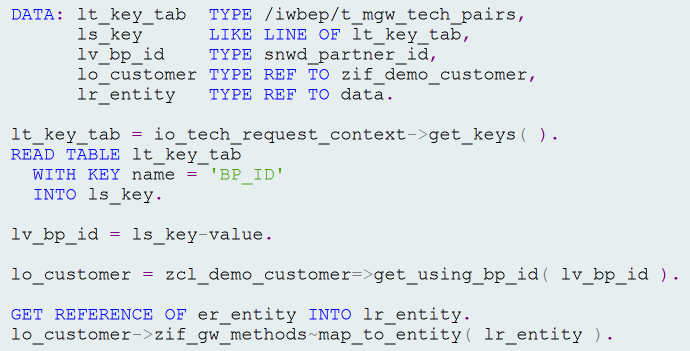 DATA: lt_key_tab  TYPE /iwbep/t_mgw_tech_pairs,
      ls_key      LIKE LINE OF lt_key_tab,
      lv_bp_id    TYPE snwd_partner_id,
      lo_customer TYPE REF TO zif_demo_customer,
      lr_entity   TYPE REF TO data.

lt_key_tab = io_tech_request_context->get_keys( ).
READ TABLE lt_key_tab
  WITH KEY name = 'BP_ID'
  INTO ls_key.

lv_bp_id = ls_key-value.

lo_customer = zcl_demo_customer=>get_using_bp_id( lv_bp_id ).

GET REFERENCE OF er_entity INTO lr_entity.
lo_customer->zif_gw_methods~map_to_entity( lr_entity ).